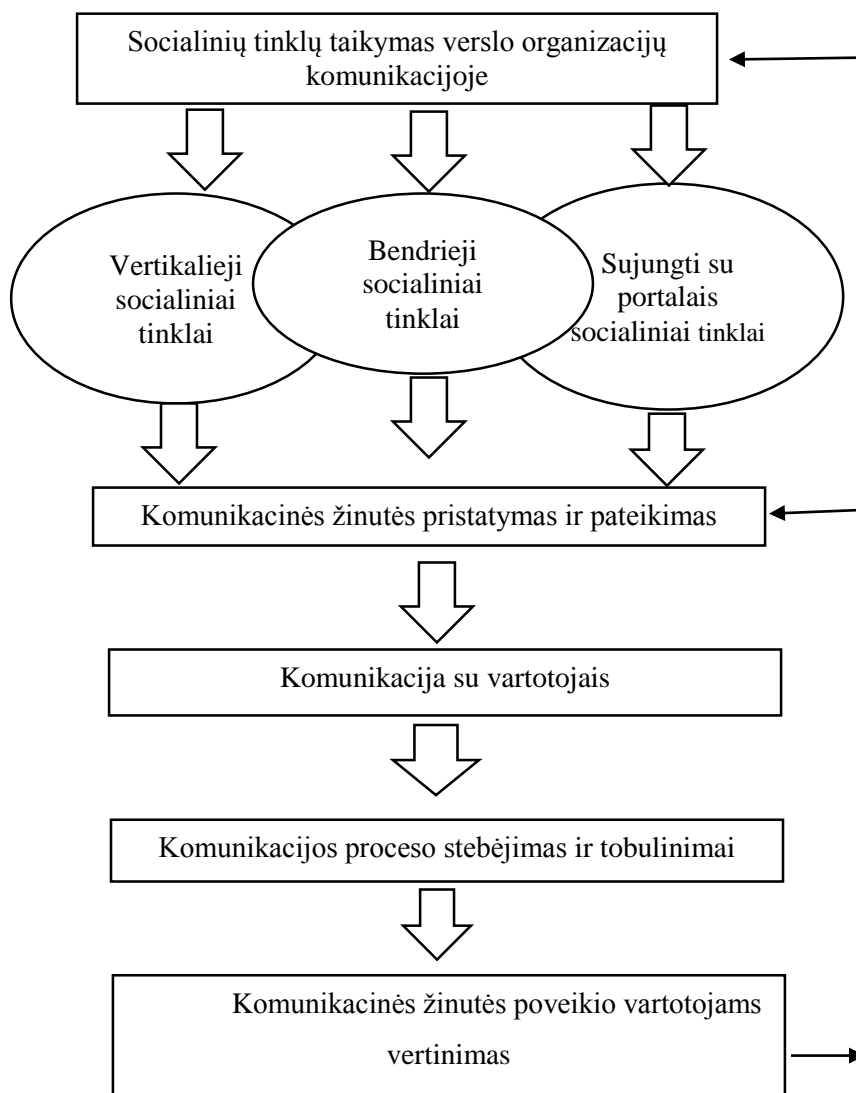 Socialinių tinklų taikymas verslo organizacijų
komunikacijoje
Vertikalieji
socialiniai
tinklai
Bendrieji
socialiniai
tinklai
Sujungti su
portalais
socialiniai tinklai
Komunikacinės žinutės pristatymas ir pateikimas
Komunikacija su vartotojais
Komunikacijos proceso stebėjimas ir tobulinimai
Komunikacinės žinutės poveikio vartotojams
vertinimas